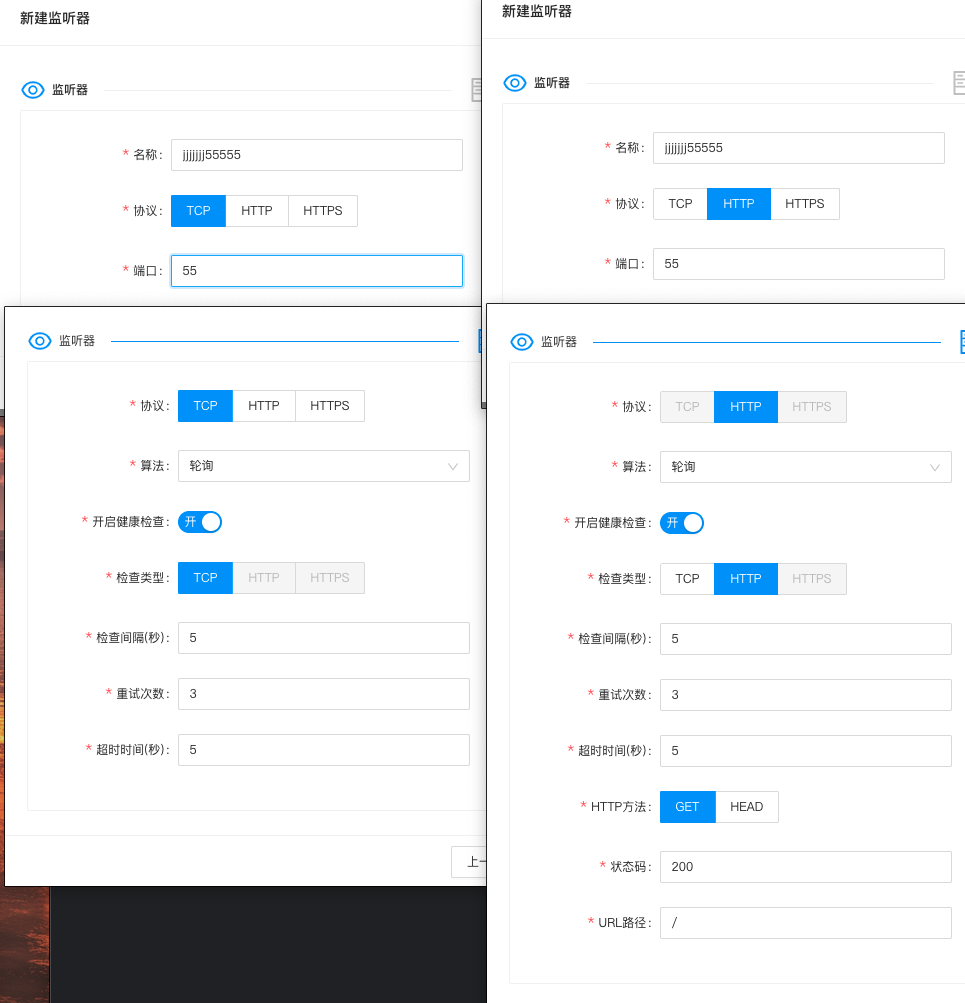 新建监听器
监听器
* 名称: jjjjjjj55555
* 协议: TCP HTTP HTTPS
* 端口: 55
监听器
* 协议: TCP HTTP HTTPS
* 算法: 轮询
* 开启健康检查: 开
* 检查类型: TCP HTTP HTTPS
* 检查间隔(秒): 5
* 重试次数: 3
* 超时时间(秒): 5
上一
新建监听器
监听器
* 名称: jjjjjjj55555
* 协议: TCP HTTP HTTPS
* 端口: 55
监听器
* 协议: TCP HTTP HTTPS
* 算法: 轮询
* 开启健康检查: 开
* 检查类型: TCP HTTP HTTPS
* 检查间隔(秒): 5
* 重试次数: 3
* 超时时间(秒): 5
* HTTP方法: GET HEAD
* 状态码: 200
* URL路径: /